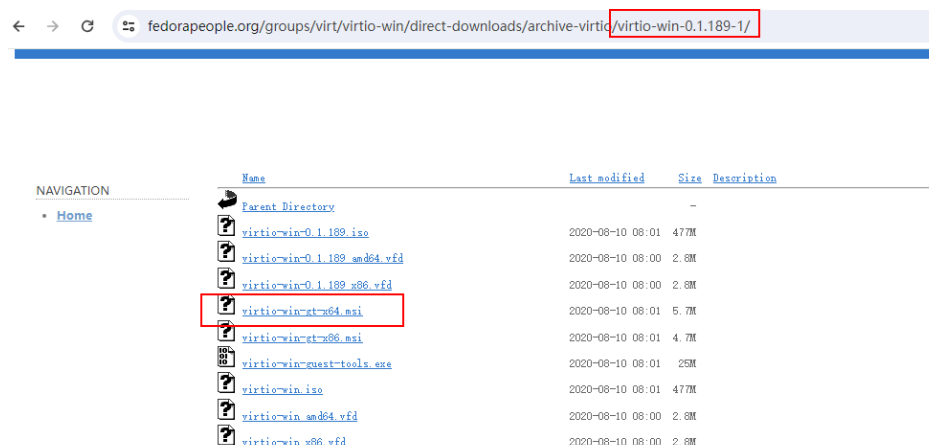 fedorapeople.org/groups/virt/virtio-win/direct-downloads/archive-virtio/virtio-win-0.1.189-1/
Name Last modified Size Description
NAVIGATION
Parent Directory -
Home
virtio-win-0.1.189.iso 2020-08-10 08:01 477M
virtio-win-0.1.189_amd64.vfd 2020-08-10 08:00 2.8M
virtio-win-0.1.189_x86.vfd 2020-08-10 08:00 2.8M
virtio-win-gt-x64.msi 2020-08-10 08:01 5.7M
virtio-win-gt-x86.msi 2020-08-10 08:01 4.7M
virtio-win-guest-tools.exe 2020-08-10 08:01 25M
virtio-win.iso 2020-08-10 08:01 477M
virtio-win_amd64.vfd 2020-08-10 08:00 2.8M
virtio-win_x86.vfd 2020-08-10 08:00 2.8M